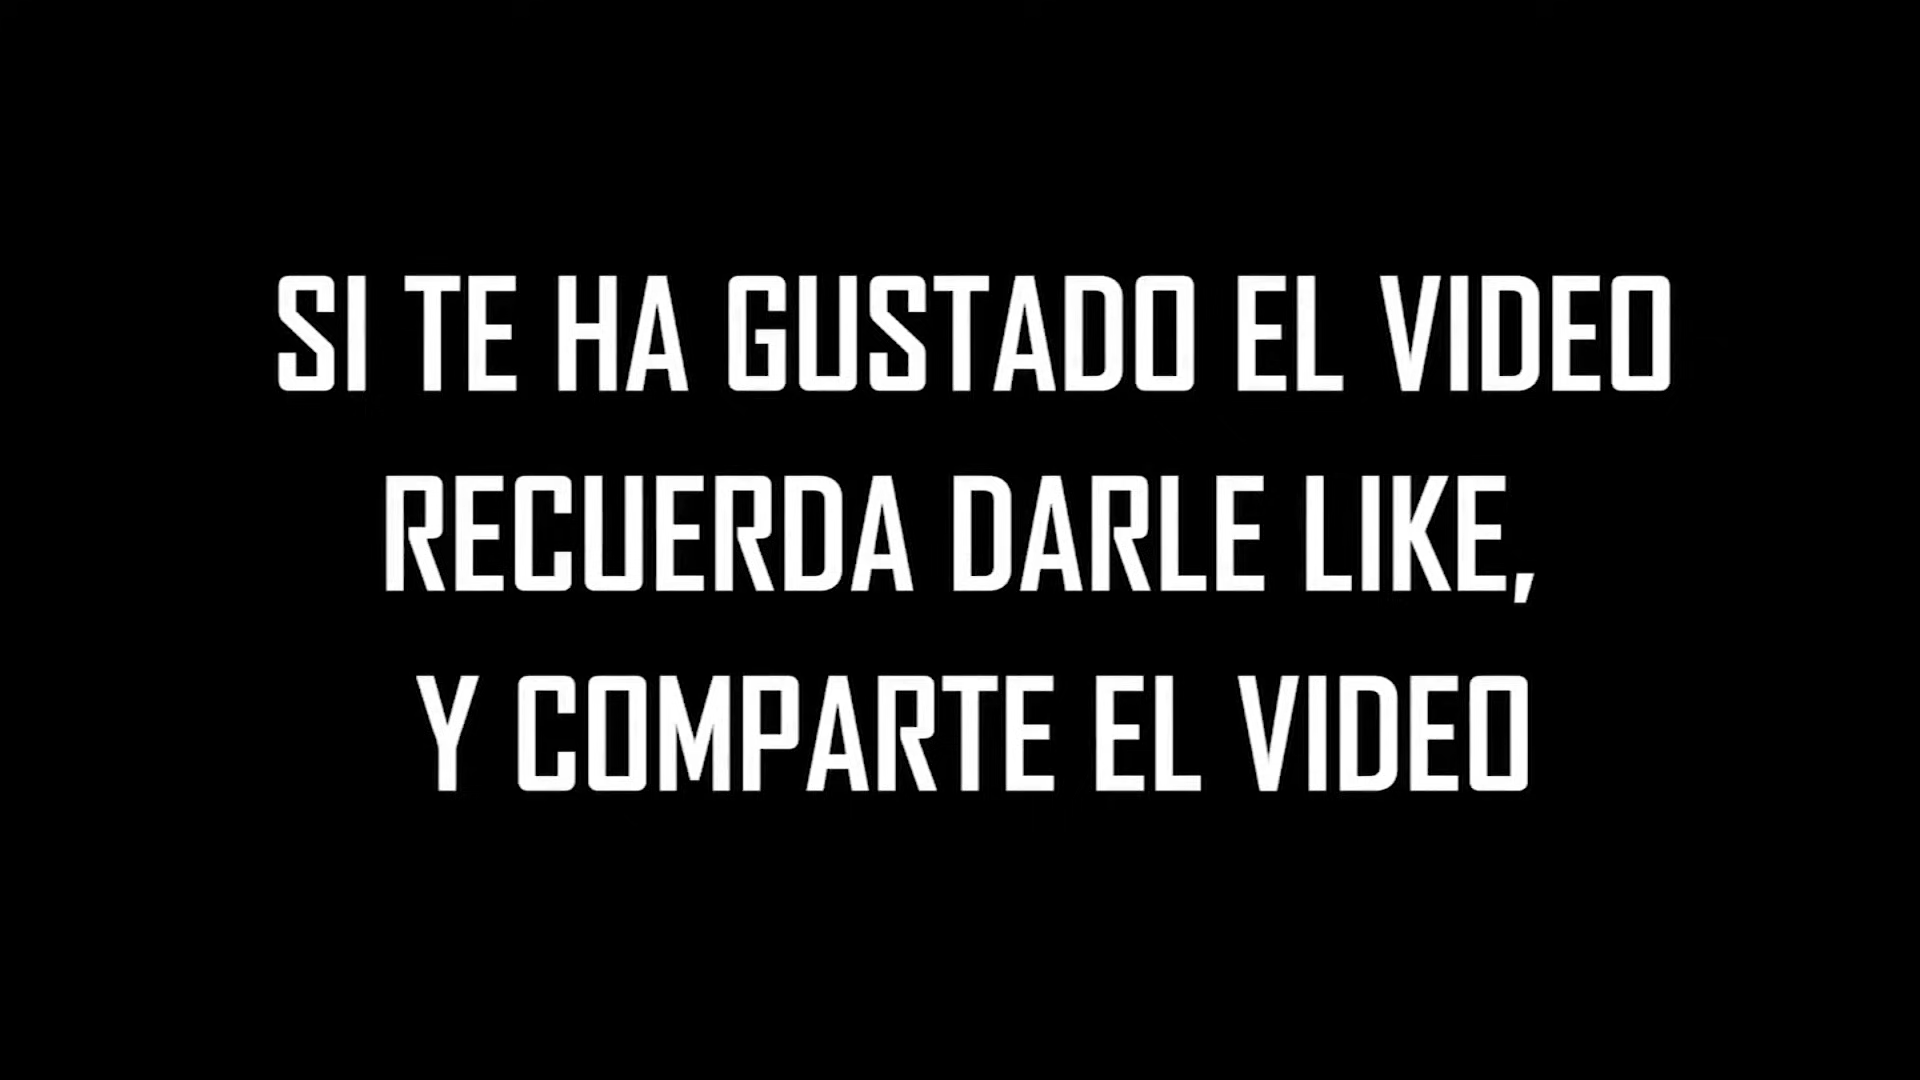 SI TE HA GUSTADO EL VIDEO
RECUERDA DARLE LIKE,
Y COMPARTE EL VIDEO